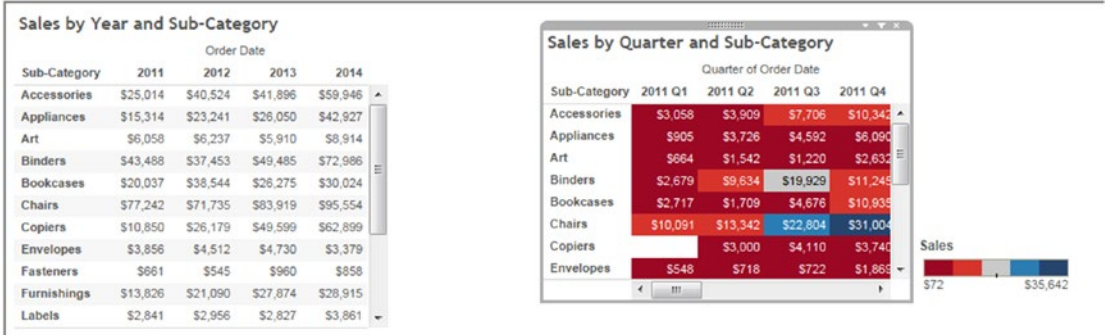 Sales by Year and Sub-Category
Order Date
Sub-Category 2011 2012 2013 2014
Accessories $25,014 $40,524 $41,896 $59,946
Appliances $15,314 $23,241 $26,050 $42,927
Art $6,058 $6,237 $5,910 $8,914
Binders $43,488 $37,453 $49,485 $72,986
Bookcases $20,037 $38,544 $26,275 $30,024
Chairs $77,242 $71,735 $83,919 $95,554
Copiers $10,850 $26,179 $49,599 $62,899
Envelopes $3,856 $4,512 $4,730 $3,379
Fasteners $661 $545 $960 $858
Furnishings $13,826 $21,090 $27,874 $28,915
Labels $2,841 $2,956 $2,827 $3,861
Sales by Quarter and Sub-Category
Quarter of Order Date
Sub-Category 2011 Q1 2011 Q2 2011 Q3 2011 Q4
Accessories $3,058 $3,909 $7,706 $10,342
Appliances $905 $3,726 $4,592 $6,090
Art $664 $1,542 $1,220 $2,632
Binders $2,679 $9,634 $19,929 $11,245
Bookcases $2,717 $1,709 $4,676 $10,935
Chairs $10,091 $13,342 $22,804 $31,004
Copiers $3,000 $4,110 $3,740
Envelopes $548 $718 $722 $1,869
Sales
$72 $35,642